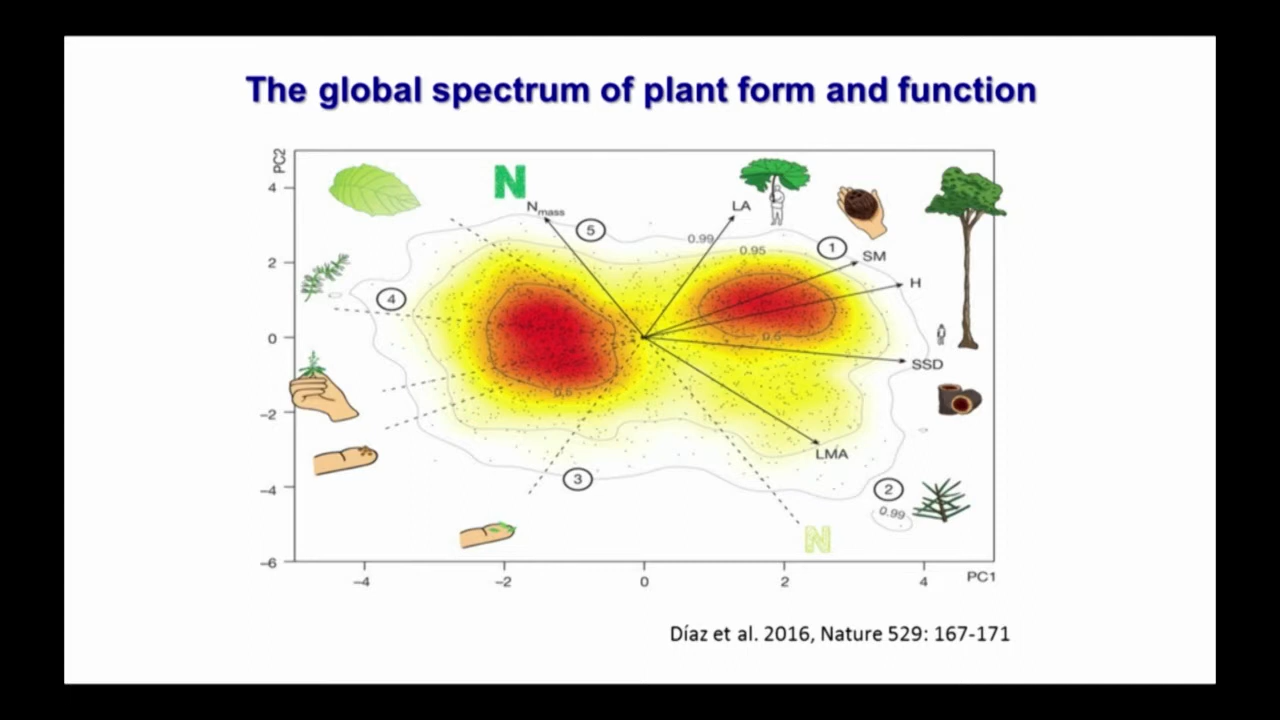 The global spectrum of plant form and function
PC2
4
2
0
−2
−4
−6
N
Nmass
5
LA
0.99
0.95
1
SM
H
4
0.5
SSD
0.5
LMA
3
2
0.99
N
−4
−2
0
2
4
PC1
Díaz et al. 2016, Nature 529: 167-171